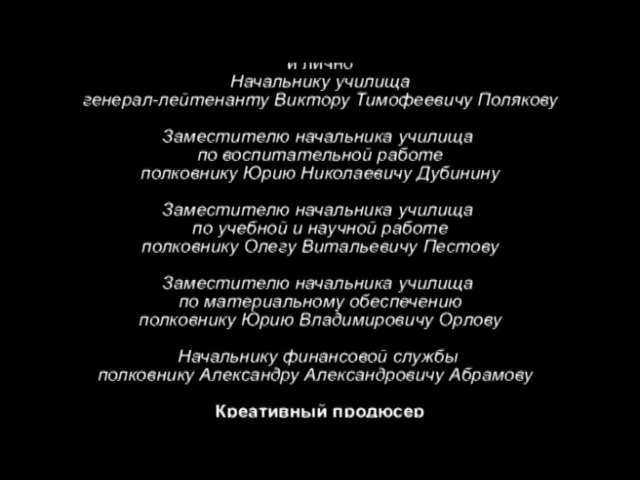 и лично
Начальнику училища
генерал-лейтенанту Виктору Тимофеевичу Полякову
Заместителю начальника училища
по воспитательной работе
полковнику Юрию Николаевичу Дубинину
Заместителю начальника училища
по учебной и научной работе
полковнику Олегу Витальевичу Пестову
Заместителю начальника училища
по материальному обеспечению
полковнику Юрию Владимировичу Орлову
Начальнику финансовой службы
полковнику Александру Александровичу Абрамову
Креативный продюсер